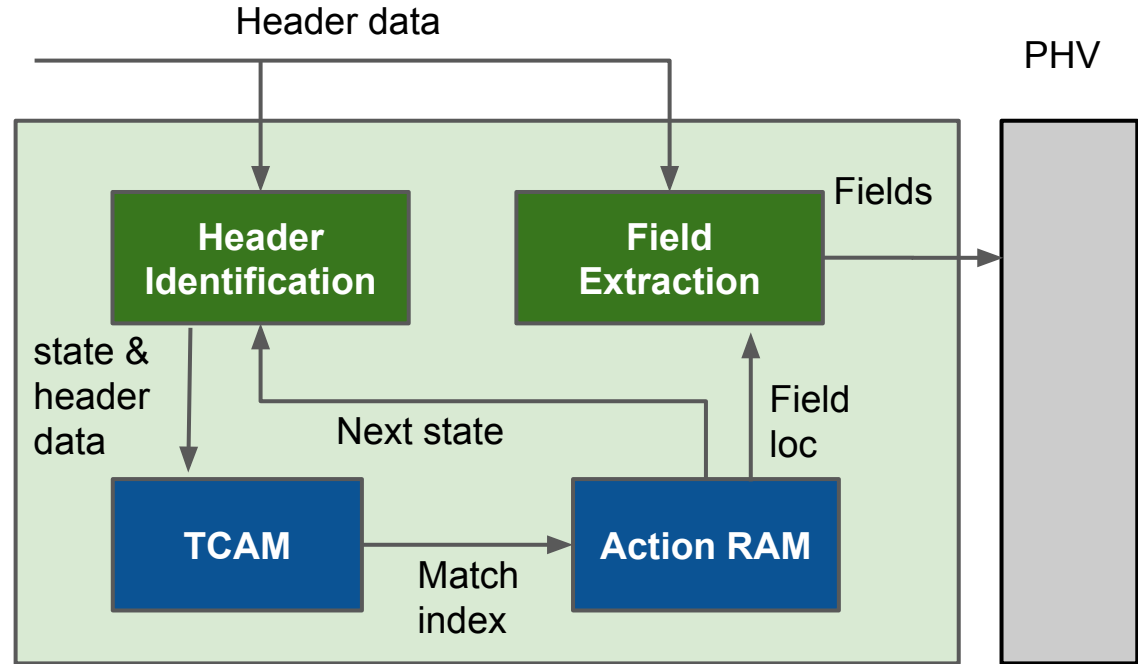 Header data
PHV
Header
Identification
Field
Extraction
Fields
state &
header
data
Next state
Field
loc
TCAM
Action RAM
Match
index